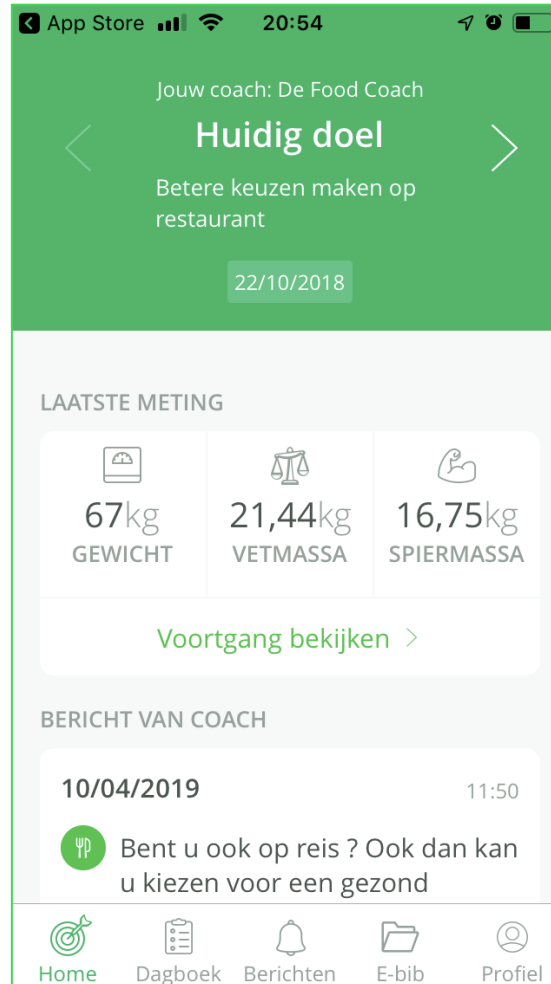 App Store 20:54
Jouw coach: De Food Coach
Huidig doel
Betere keuzen maken op
restaurant
22/10/2018
LAATSTE METING
67kg 21,44kg 16,75kg
GEWICHT VETMASSA SPIERMASSA
Voortgang bekijken >
BERICHT VAN COACH
10/04/2019 11:50
Bent u ook op reis ? Ook dan kan
u kiezen voor een gezond
Home Dagboek Berichten E-bib Profiel